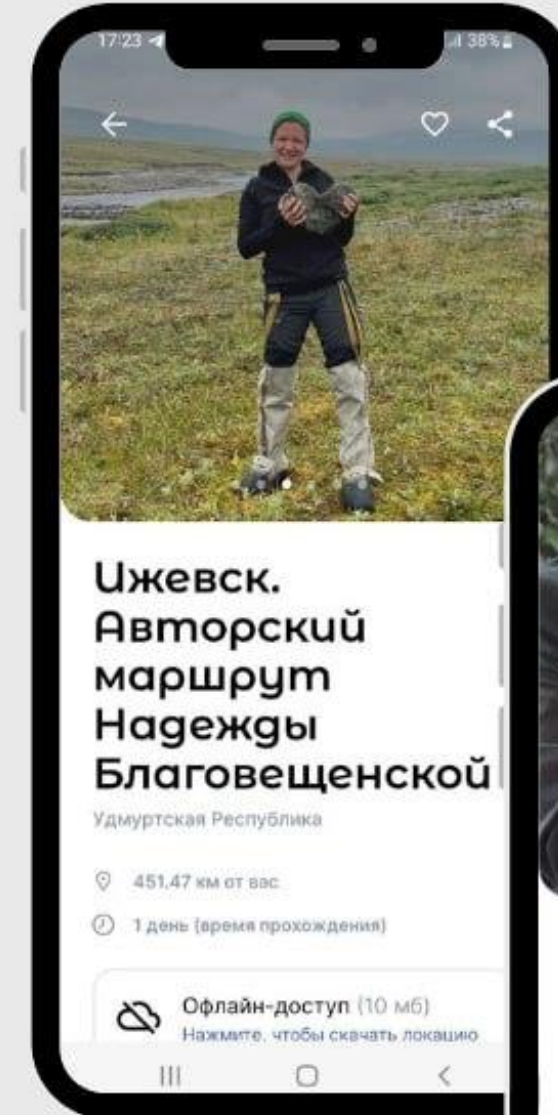 17:23
38%
Ижевск.
Авторский
маршрут
Надежды
Благовещенской
Удмуртская Республика
451.47 км от вас
1 день (время прохождения)
Офлайн-доступ (10 мб)
Нажмите, чтобы скачать локацию